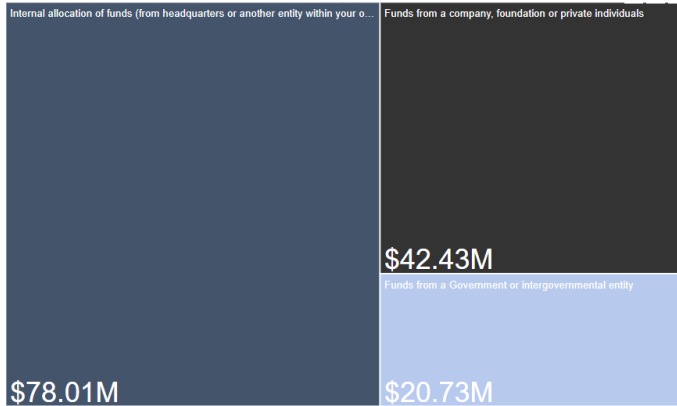 Internal allocation of funds (from headquarters or another entity within your o...
$78.01M
Funds from a company, foundation or private individuals
$42.43M
Funds from a Government or intergovernmental entity
$20.73M